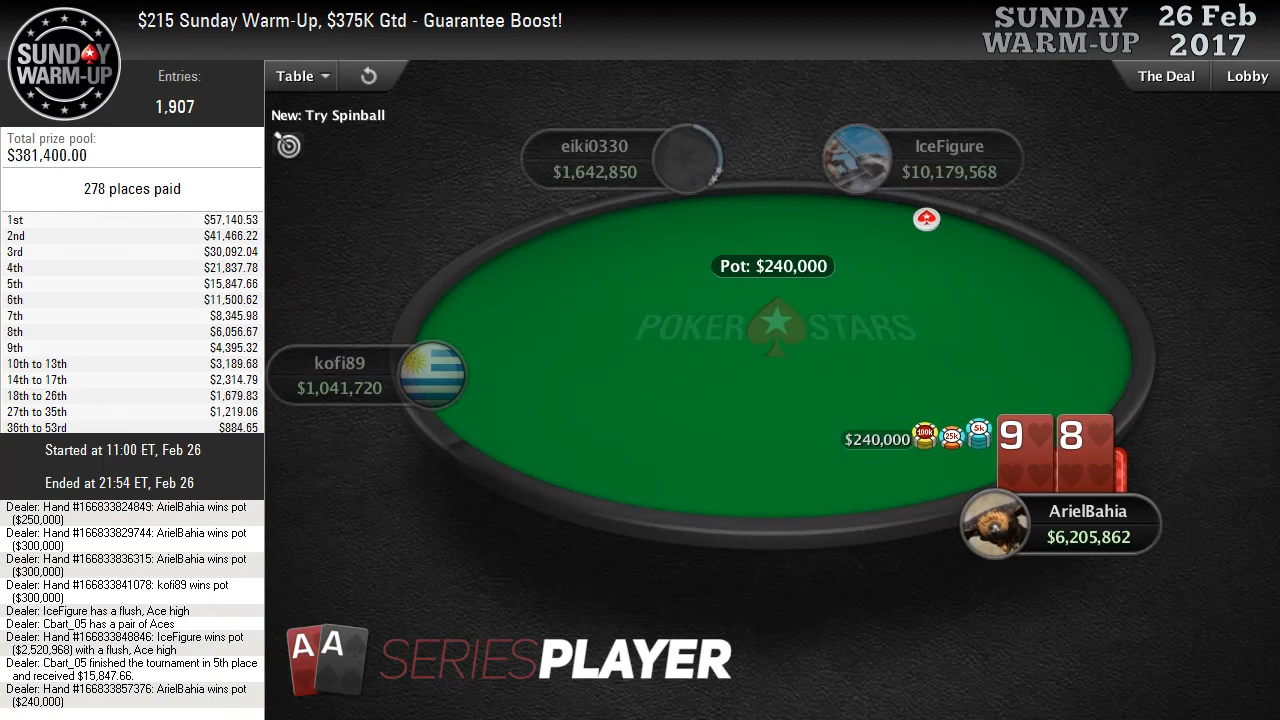 $215 Sunday Warm-Up, $375K Gtd - Guarantee Boost!
SUNDAY
WARM-UP
26 Feb
2017
SUNDAY
WARM-UP
Entries:
1,907
Total prize pool:
$381,400.00
278 places paid
1st $57,140.53
2nd $41,466.22
3rd $30,092.04
4th $21,837.78
5th $15,847.66
6th $11,500.62
7th $8,345.98
8th $6,056.67
9th $4,395.32
10th to 13th $3,189.68
14th to 17th $2,314.79
18th to 26th $1,679.83
27th to 35th $1,219.06
36th to 53rd $884.65
Started at 11:00 ET, Feb 26
Ended at 21:54 ET, Feb 26
Dealer: Hand #166833824849: ArielBahia wins pot
($250,000)
Dealer: Hand #166833829744: ArielBahia wins pot
($300,000)
Dealer: Hand #166833836315: ArielBahia wins pot
($300,000)
Dealer: Hand #166833841078: kofi89 wins pot
($300,000)
Dealer: IceFigure has a flush, Ace high
Dealer: Cbart_05 has a pair of Aces
Dealer: Hand #166833848846: IceFigure wins pot
($2,520,968) with a flush, Ace high
Dealer: Cbart_05 finished the tournament in 5th place
and received $15,847.66.
Dealer: Hand #166833957376: ArielBahia wins pot
($240,000)
Table
The Deal
Lobby
New: Try Spinball
eiki0330
$1,642,850
IceFigure
$10,179,568
Pot: $240,000
POKER STARS
kofi89
$1,041,720
$240,000
100k
25k
5k
9
8
ArielBahia
$6,205,862
A
A
SERIESPLAYER